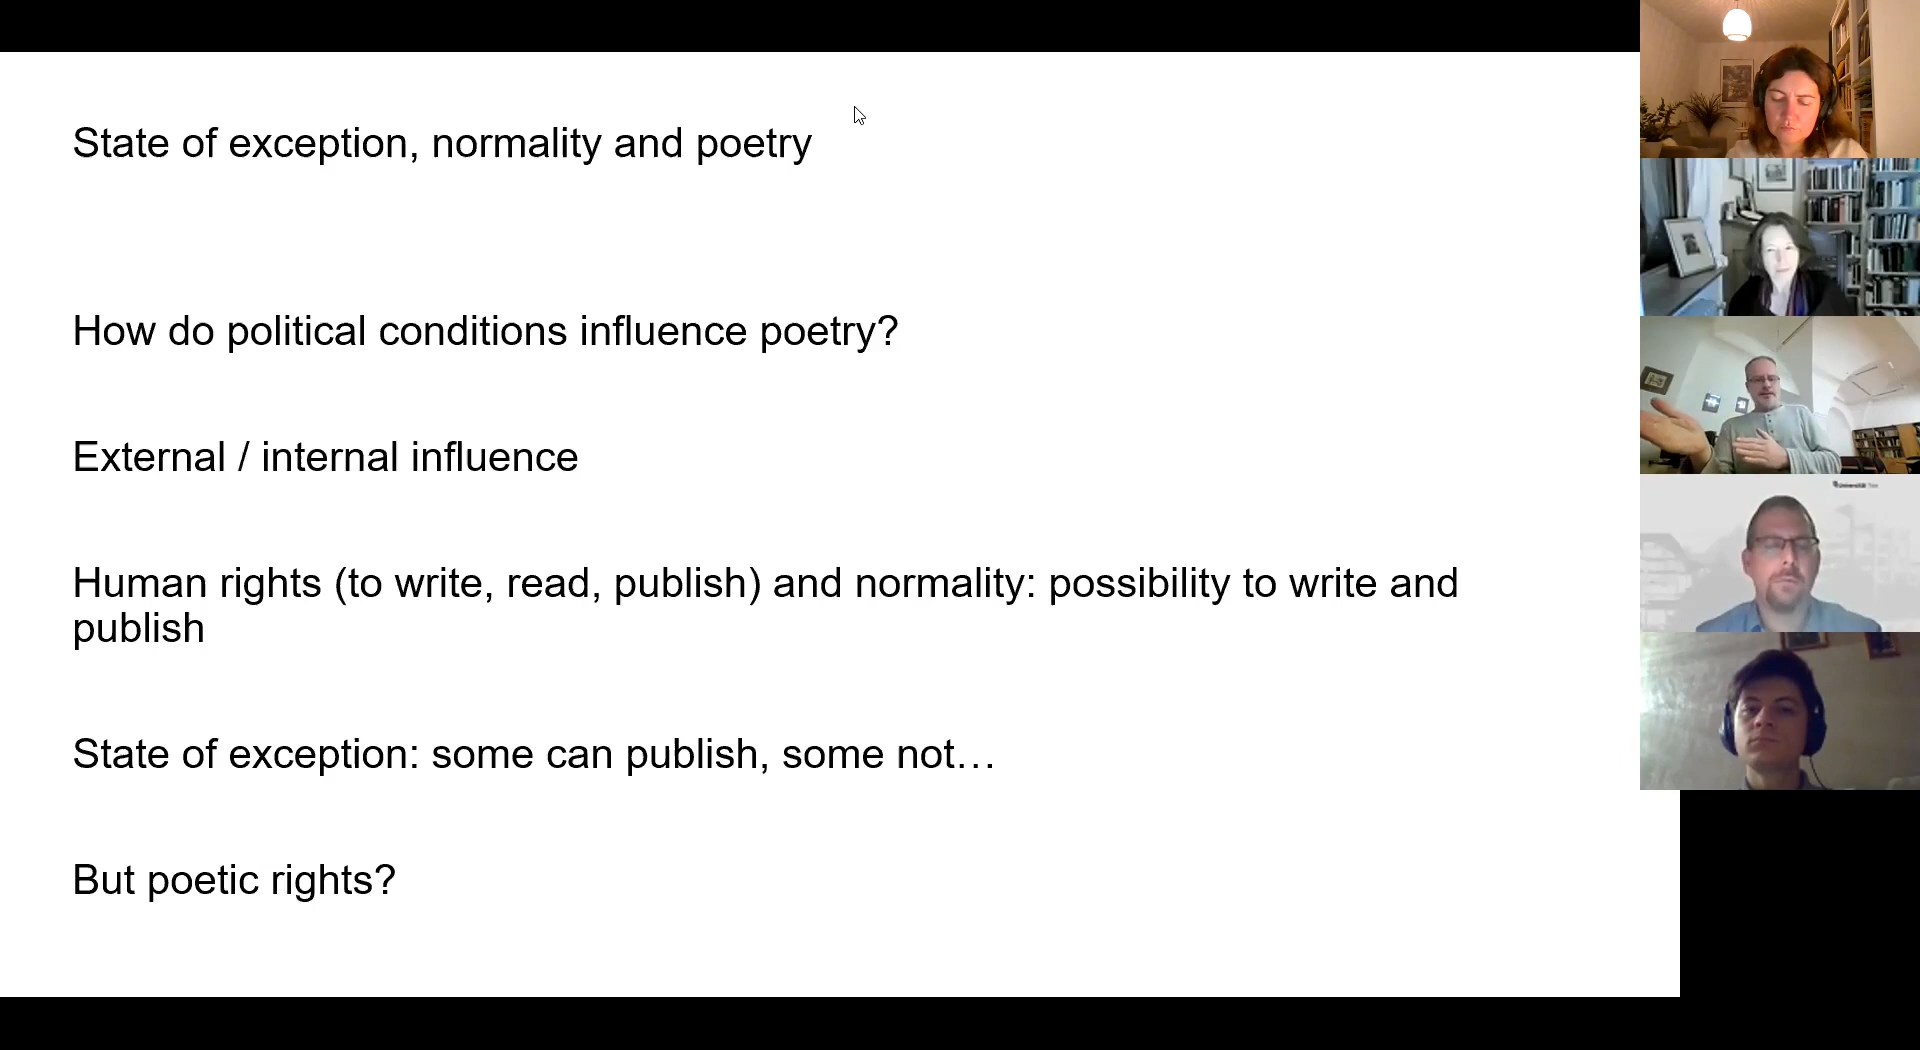 State of exception, normality and poetry
How do political conditions influence poetry?
External / internal influence
Human rights (to write, read, publish) and normality: possibility to write and
publish
State of exception: some can publish, some not…
But poetic rights?